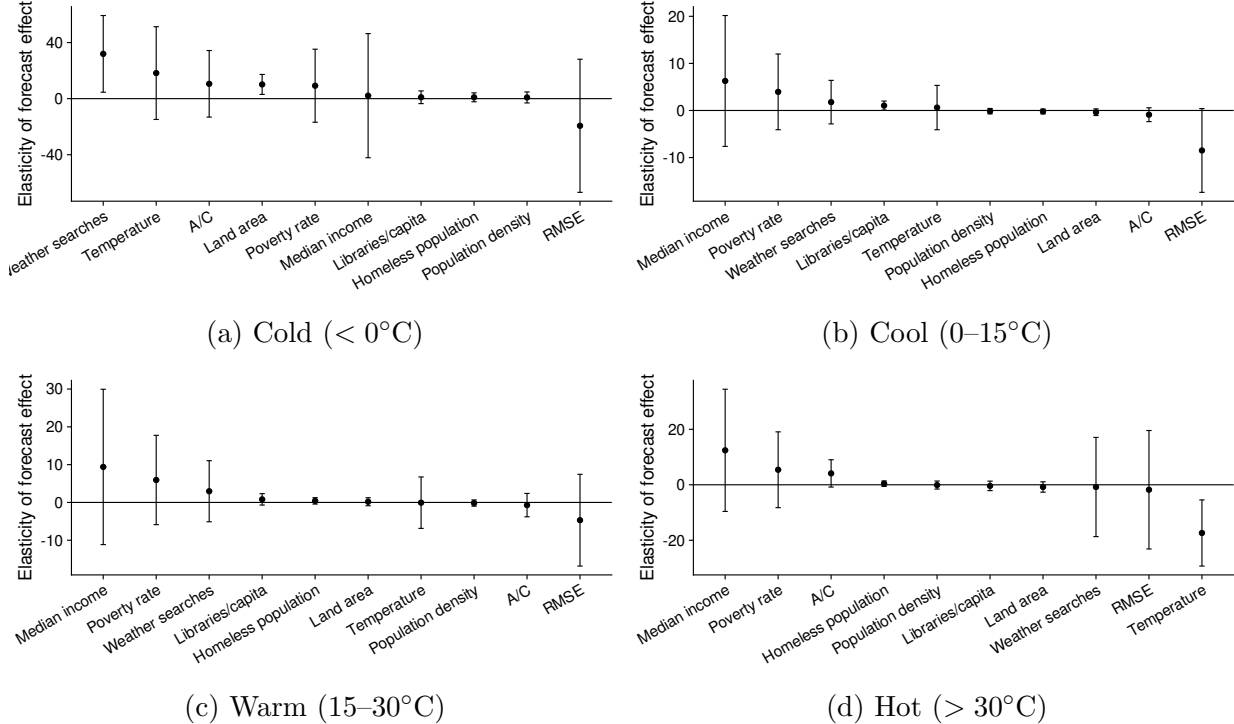 Elasticity of forecast effect
40
0
-40
Weather searches
Temperature
A/C
Land area
Poverty rate
Median income
Libraries/capita
Homeless population
Population density
RMSE
(a) Cold (< 0°C)
Elasticity of forecast effect
20
10
0
-10
Median income
Poverty rate
Weather searches
Libraries/capita
Temperature
Population density
Homeless population
Land area
A/C
RMSE
(b) Cool (0–15°C)
Elasticity of forecast effect
30
20
10
0
-10
Median income
Poverty rate
Weather searches
Libraries/capita
Homeless population
Land area
Temperature
Population density
A/C
RMSE
(c) Warm (15–30°C)
Elasticity of forecast effect
20
0
-20
Median income
Poverty rate
A/C
Homeless population
Population density
Libraries/capita
Land area
Weather searches
RMSE
Temperature
(d) Hot (> 30°C)